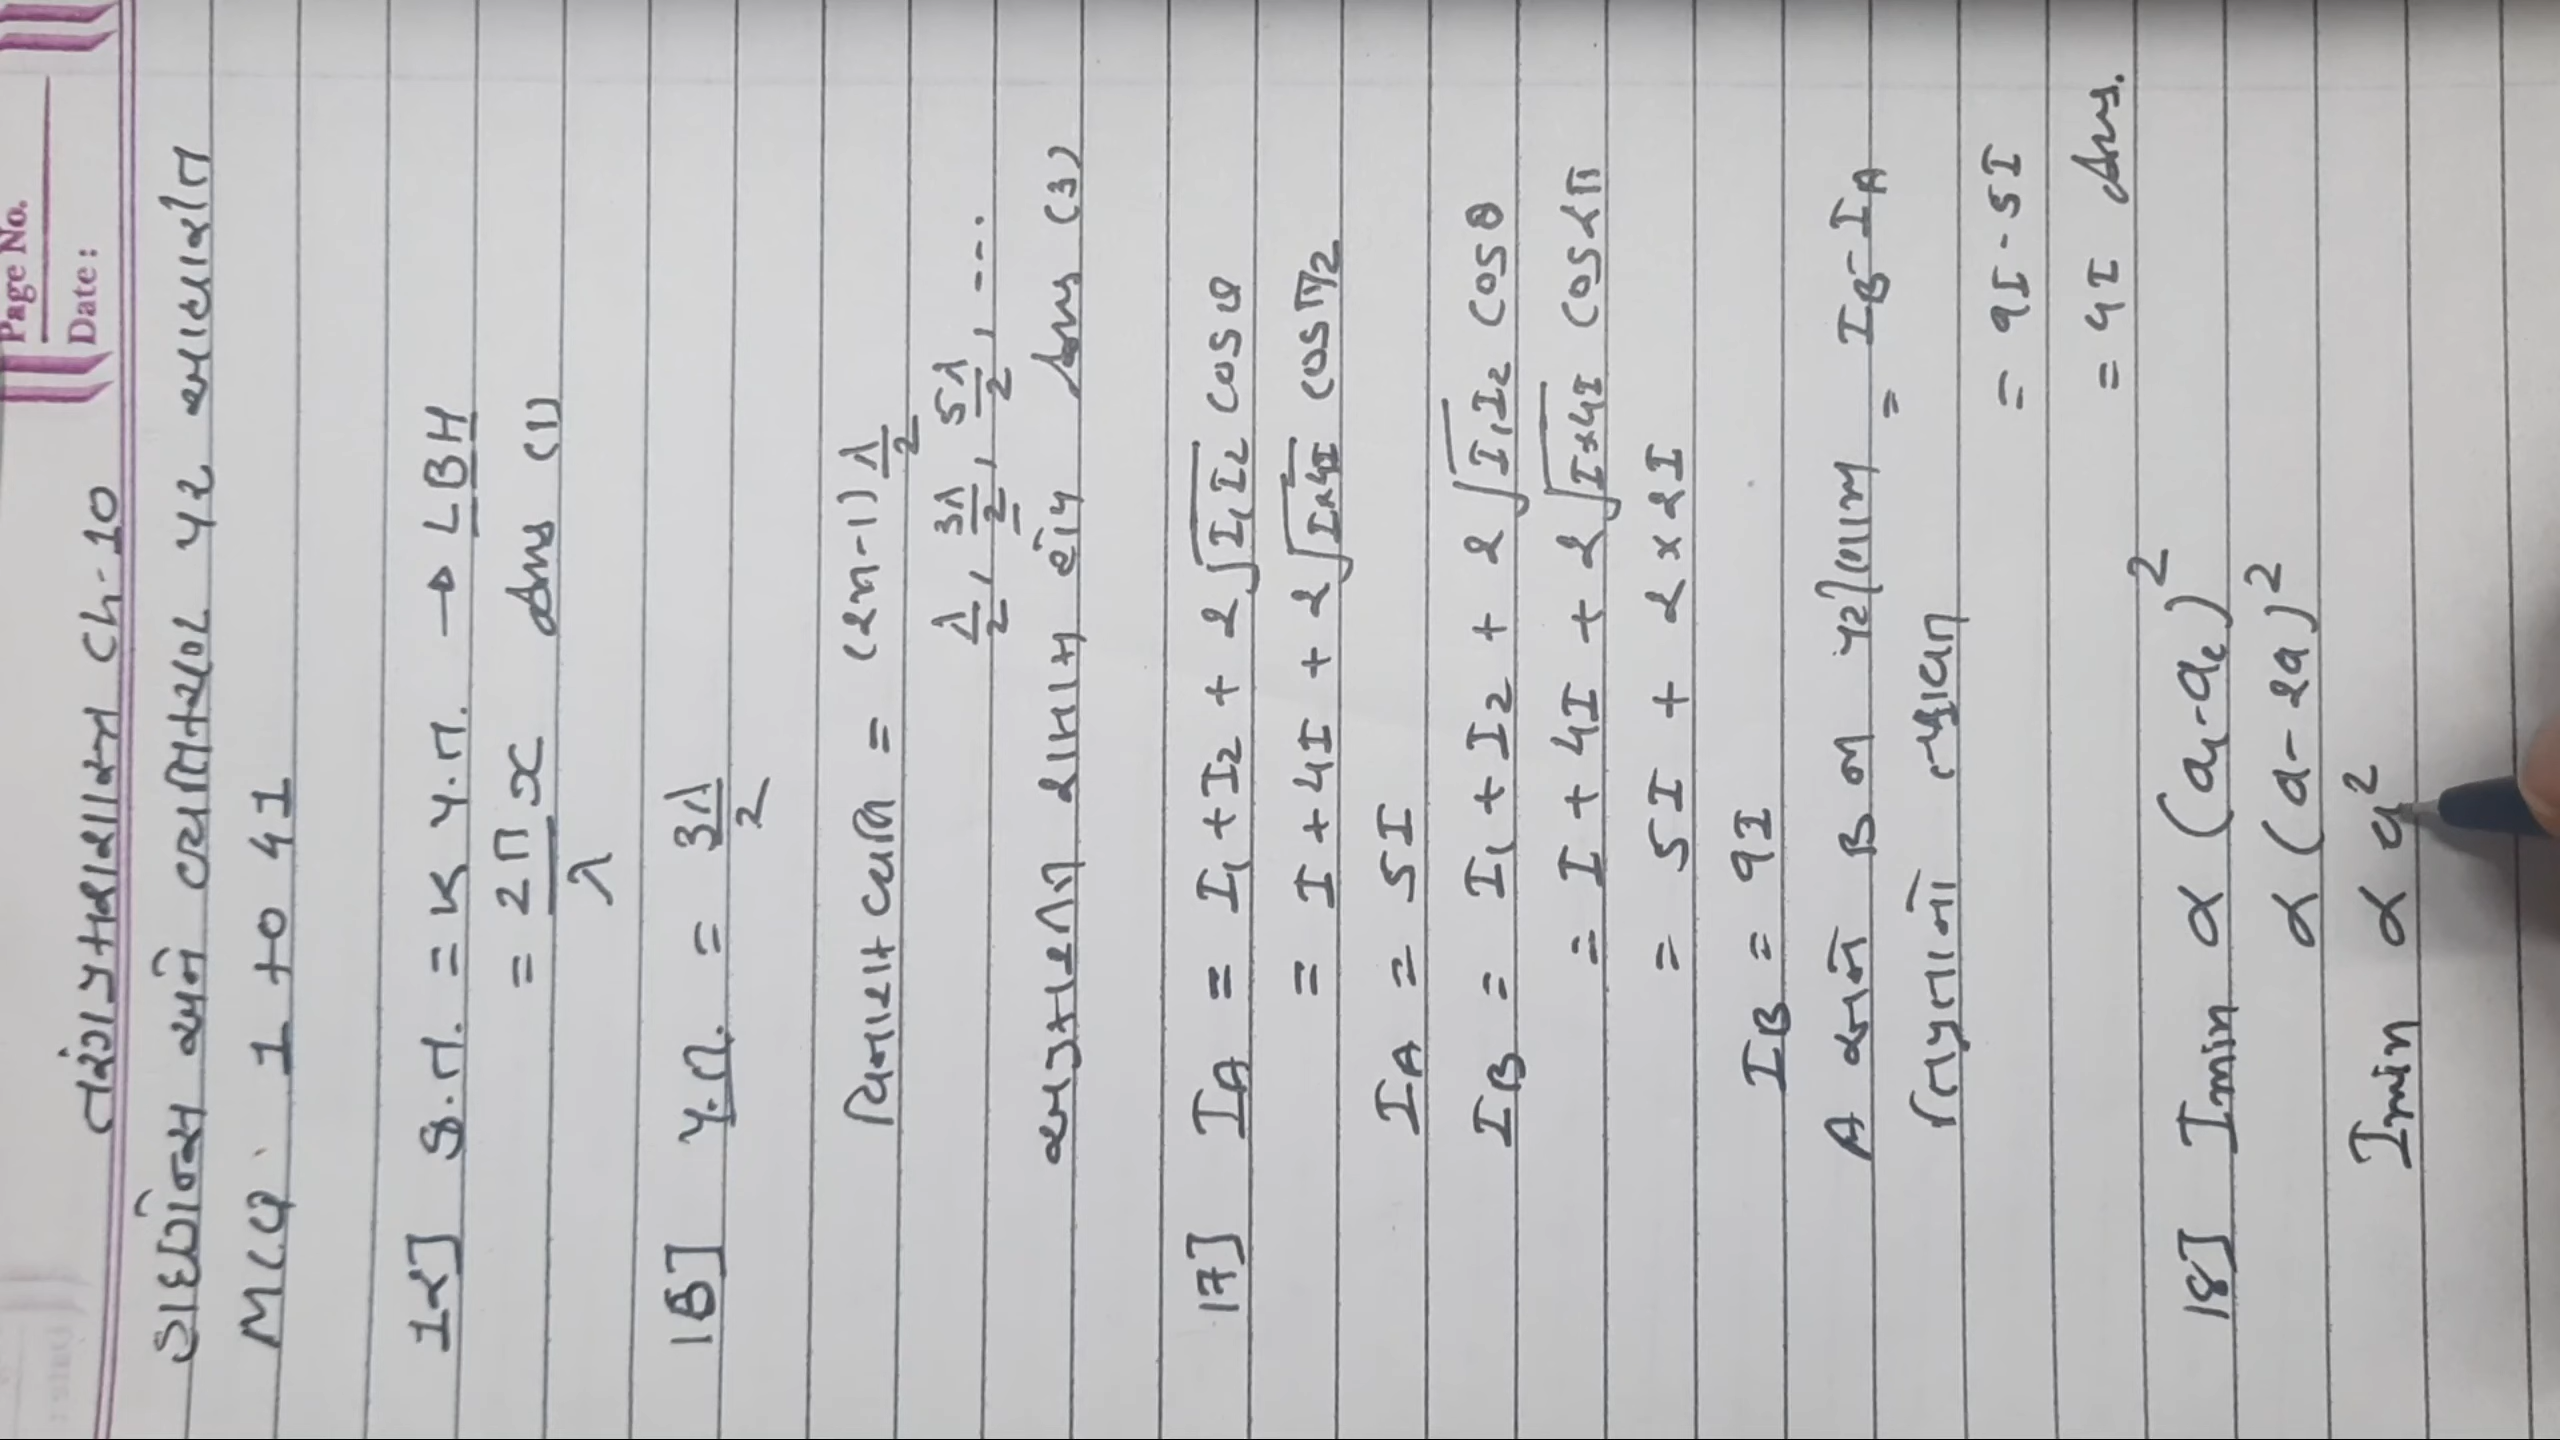 Page No.
Date:
તરંગપ્રકાશશાસ્ત્ર Ch-10
હાઇગેન્સ અને વ્યતિકરણ પર આધારીત
MCQ 1 to 41
12] ક.ત. = k પ.ત. → LBH
= 2π/λ x Ans (1)
16] પ.ત. = 3λ/2
વિનાશક વ્યતિ = (2n-1) λ/2
λ/2, 3λ/2, 5λ/2, ---.
અપ્રકાશિત શલાકા હોય Ans (3)
17] IA = I1 + I2 + 2√I1I2 cos θ
= I + 4I + 2√I×4I cos π/2
IA = 5I
IB = I1 + I2 + 2√I1I2 cos θ
= I + 4I + 2√I×4I cos 2π
= 5I + 2×2I
IB = 9I
A અને B ના પરીણામ = IB - IA
તિવ્રતાનો તફાવત
= 9I - 5I
= 4I Ans.
18] Imin α (a1-a2)²
α (a-2a)²
Imin α a²